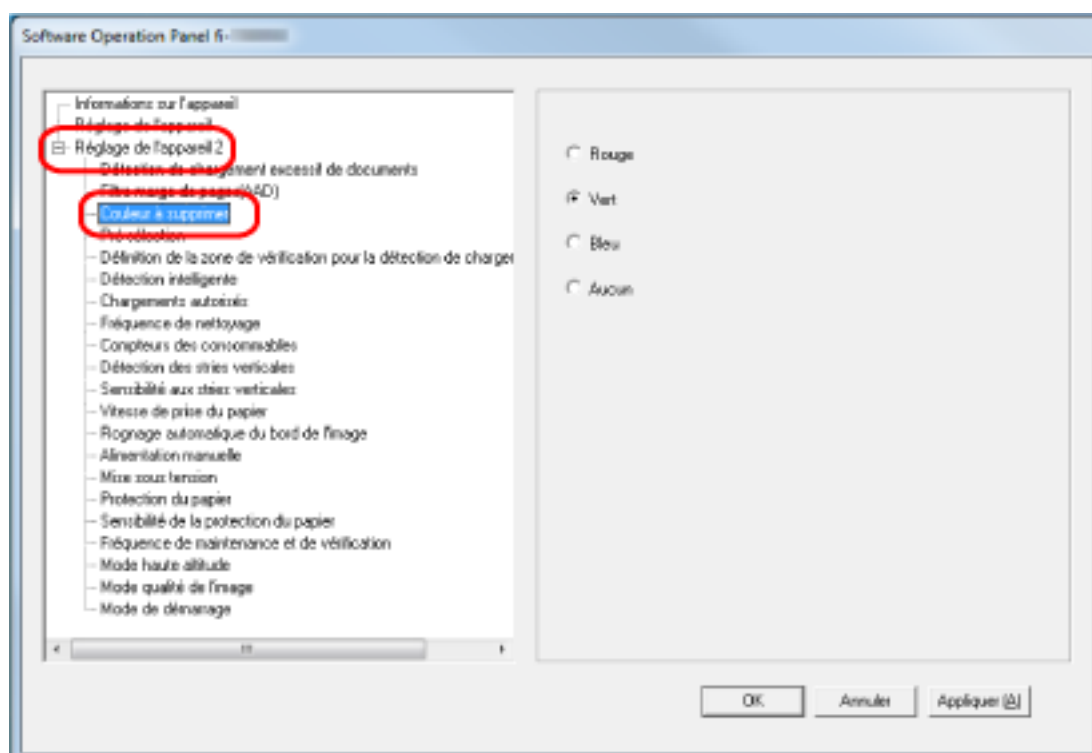 Software Operation Panel fi-
Informations sur l'appareil
Réglage de l'appareil
Réglage de l'appareil 2
Détection de chargement excessif de documents
Filtre marge de pages(AAD)
Couleur à supprimer
Pré-sélection
Définition de la zone de vérification pour la détection de charger
Détection intelligente
Chargements autorisés
Fréquence de nettoyage
Compteurs des consommables
Détection des stries verticales
Sensibilité aux stries verticales
Vitesse de prise du papier
Rognage automatique du bord de l'image
Alimentation manuelle
Mise sous tension
Protection du papier
Sensibilité de la protection du papier
Fréquence de maintenance et de vérification
Mode haute altitude
Mode qualité de l'image
Mode de démarrage
Rouge
Vert
Bleu
Aucun
OK
Annuler
Appliquer (A)